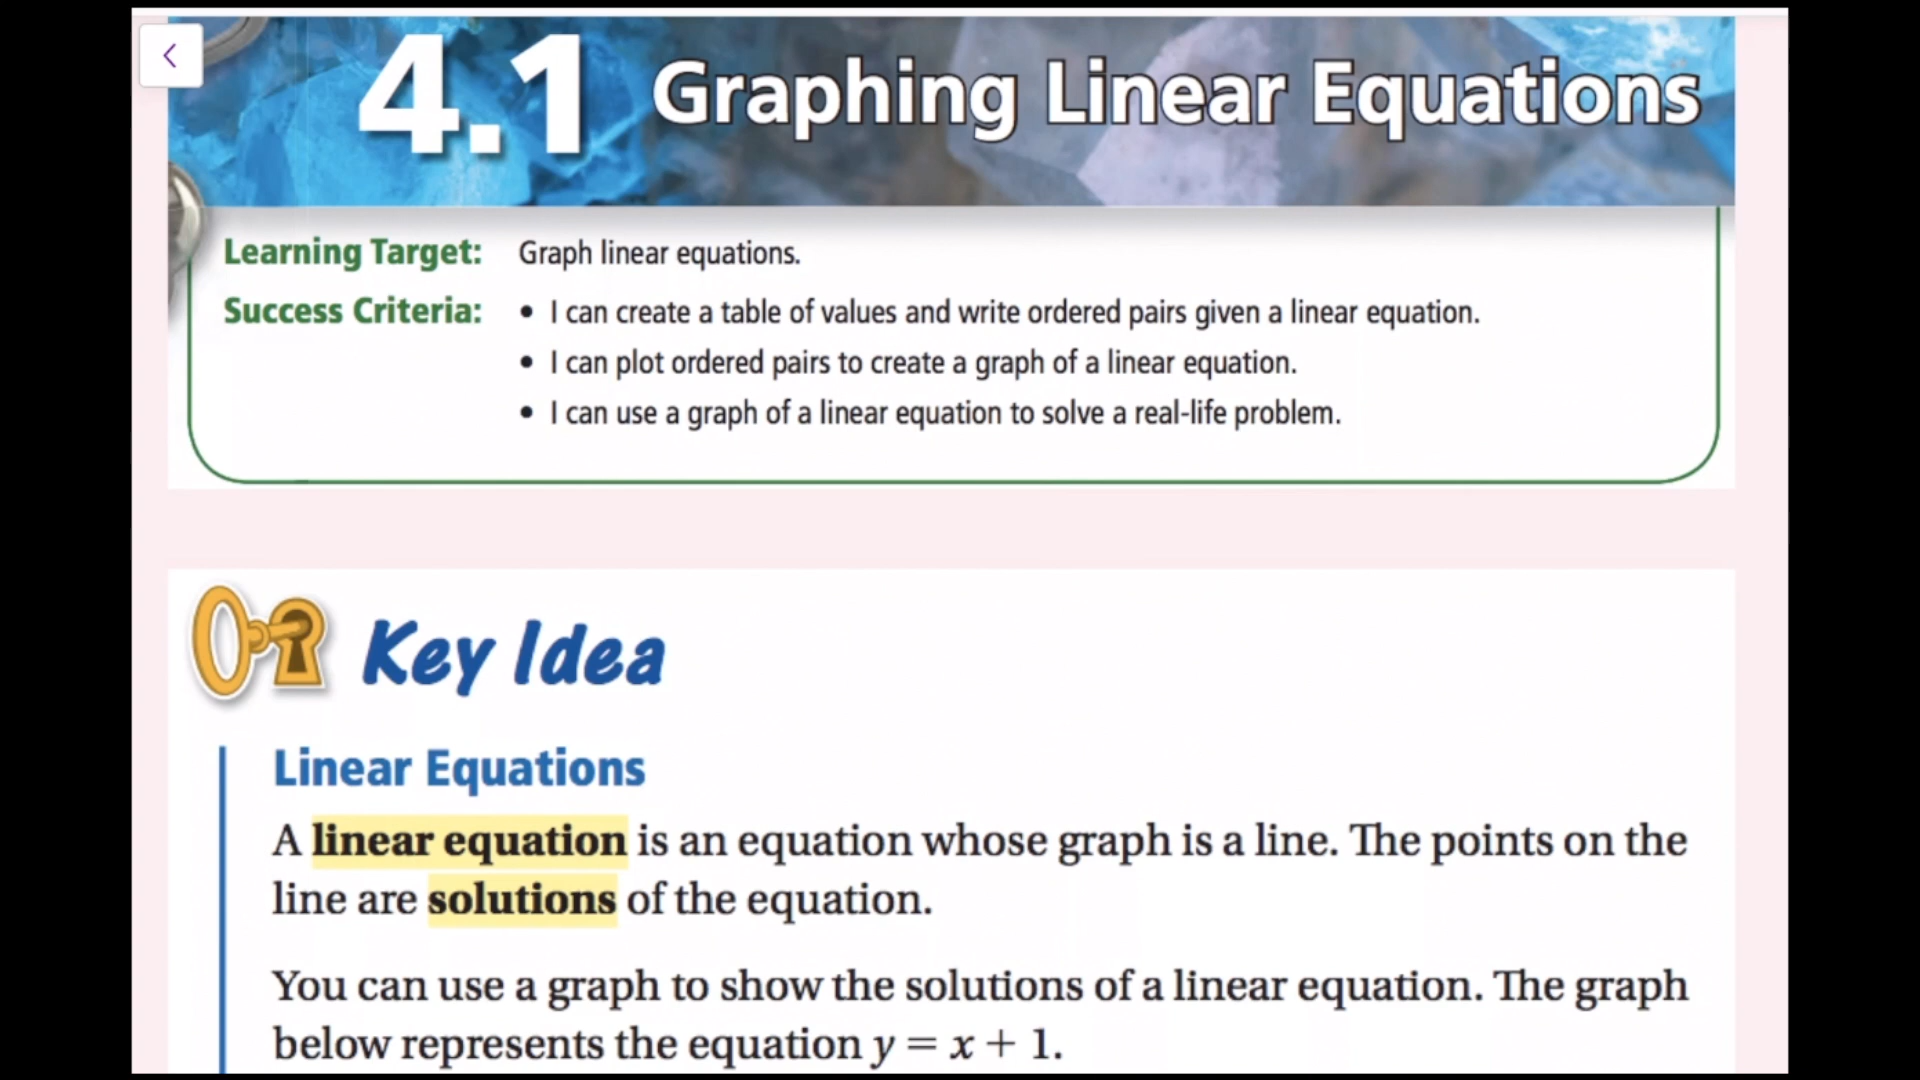 4.1 Graphing Linear Equations
Learning Target: Graph linear equations.
Success Criteria: • I can create a table of values and write ordered pairs given a linear equation.
• I can plot ordered pairs to create a graph of a linear equation.
• I can use a graph of a linear equation to solve a real-life problem.
Key Idea
Linear Equations
A linear equation is an equation whose graph is a line. The points on the
line are solutions of the equation.
You can use a graph to show the solutions of a linear equation. The graph
below represents the equation y = x + 1.